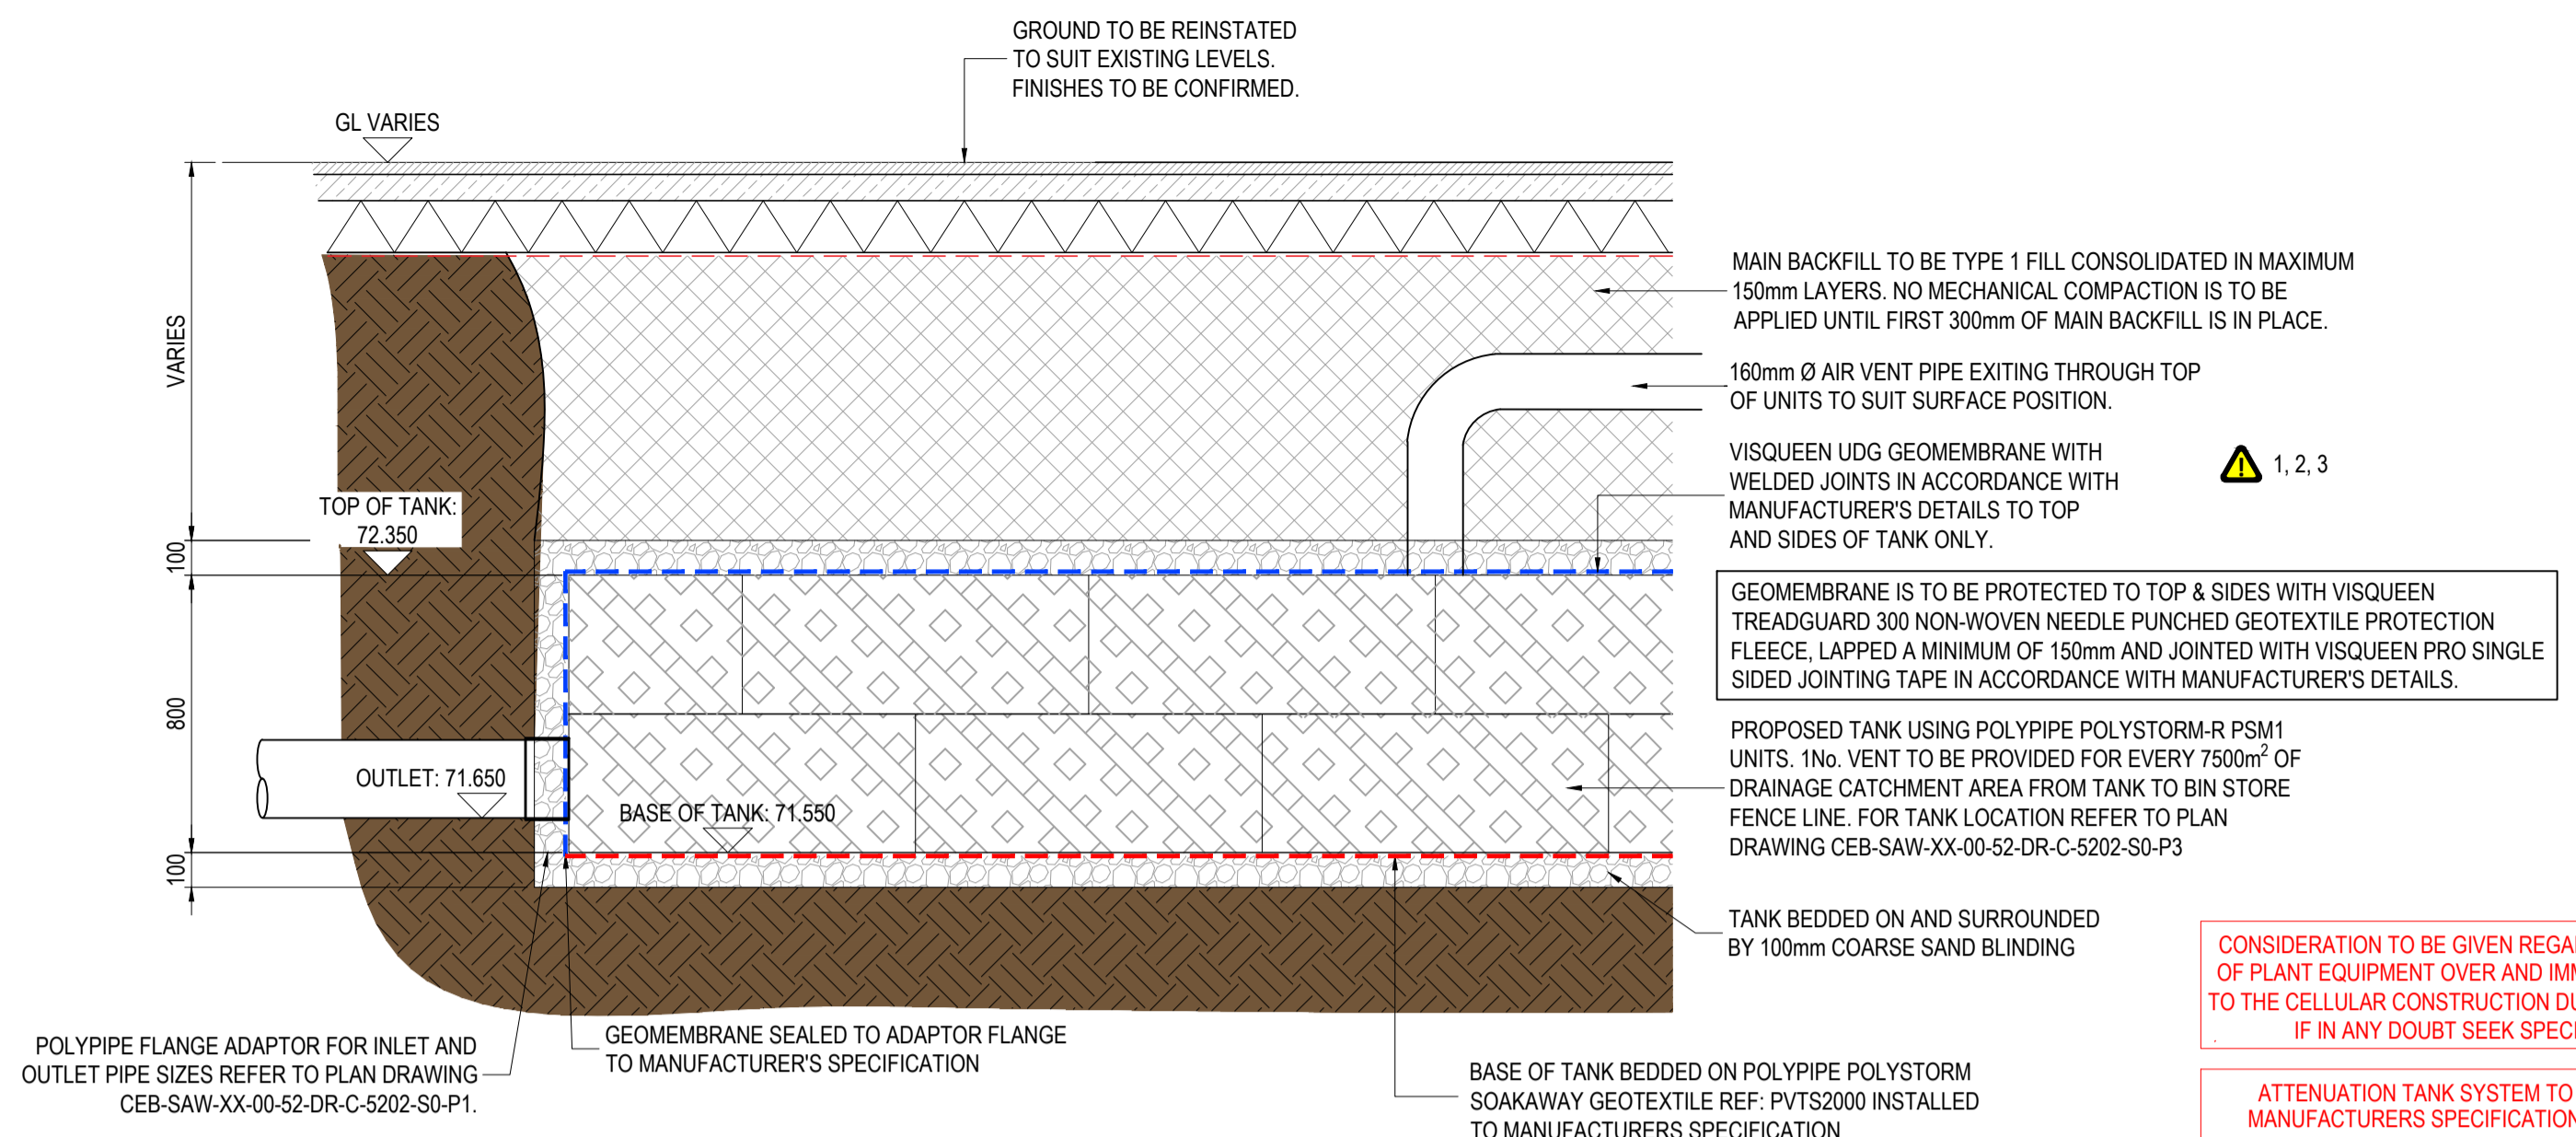 GROUND TO BE REINSTATED
TO SUIT EXISTING LEVELS.
FINISHES TO BE CONFIRMED.
GL VARIES
VARIES
TOP OF TANK:
72.350
100
800
100
OUTLET: 71.650
BASE OF TANK: 71.550
MAIN BACKFILL TO BE TYPE 1 FILL CONSOLIDATED IN MAXIMUM
150mm LAYERS. NO MECHANICAL COMPACTION IS TO BE
APPLIED UNTIL FIRST 300mm OF MAIN BACKFILL IS IN PLACE.
160mm Ø AIR VENT PIPE EXITING THROUGH TOP
OF UNITS TO SUIT SURFACE POSITION.
VISQUEEN UDG GEOMEMBRANE WITH
WELDED JOINTS IN ACCORDANCE WITH
MANUFACTURER'S DETAILS TO TOP
AND SIDES OF TANK ONLY.
! 1, 2, 3
GEOMEMBRANE IS TO BE PROTECTED TO TOP & SIDES WITH VISQUEEN
TREADGUARD 300 NON-WOVEN NEEDLE PUNCHED GEOTEXTILE PROTECTION
FLEECE, LAPPED A MINIMUM OF 150mm AND JOINTED WITH VISQUEEN PRO SINGLE
SIDED JOINTING TAPE IN ACCORDANCE WITH MANUFACTURER'S DETAILS.
PROPOSED TANK USING POLYPIPE POLYSTORM-R PSM1
UNITS. 1No. VENT TO BE PROVIDED FOR EVERY 7500m² OF
DRAINAGE CATCHMENT AREA FROM TANK TO BIN STORE
FENCE LINE. FOR TANK LOCATION REFER TO PLAN
DRAWING CEB-SAW-XX-00-52-DR-C-5202-S0-P3
TANK BEDDED ON AND SURROUNDED
BY 100mm COARSE SAND BLINDING
POLYPIPE FLANGE ADAPTOR FOR INLET AND
OUTLET PIPE SIZES REFER TO PLAN DRAWING
CEB-SAW-XX-00-52-DR-C-5202-S0-P1.
GEOMEMBRANE SEALED TO ADAPTOR FLANGE
TO MANUFACTURER'S SPECIFICATION
BASE OF TANK BEDDED ON POLYPIPE POLYSTORM
SOAKAWAY GEOTEXTILE REF: PVTS2000 INSTALLED
TO MANUFACTURERS SPECIFICATION
CONSIDERATION TO BE GIVEN
OF PLANT EQUIPMENT OVER AND
TO THE CELLULAR CONSTRUCTION
IF IN ANY DOUBT SEEK
ATTENUATION TANK SYSTEM TO
MANUFACTURERS SPECIFICATION